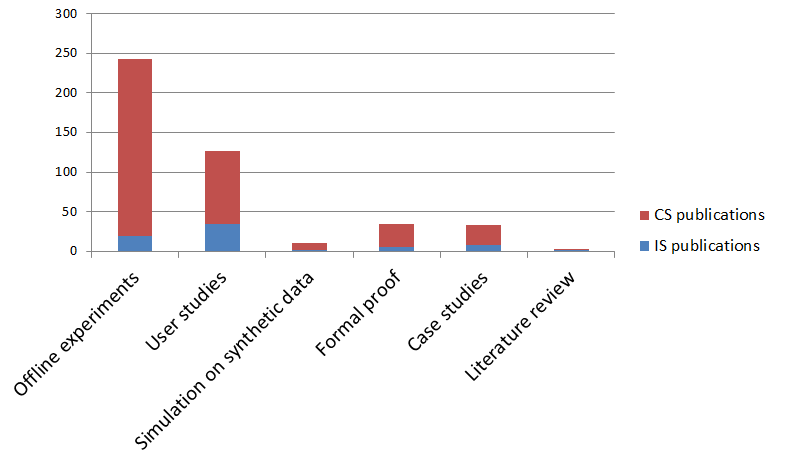 300
250
200
150
100
50
0
Offline experiments
User studies
Simulation on synthetic data
Formal proof
Case studies
Literature review
CS publications
IS publications